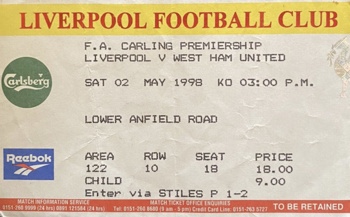 LIVERPOOL FOOTBALL CLUB
F.A. CARLING PREMIERSHIP
LIVERPOOL V WEST HAM UNITED
SAT 02 MAY 1998 KO 03:00 P.M.
Carlsberg
LOWER ANFIELD ROAD
Reebok
AREA ROW SEAT PRICE
122 10 18 18.00
CHILD 9.00
Enter via STILES P 1-2
MATCH INFORMATION SERVICE
MATCH TICKET OFFICE ENQUIRIES
TO BE RETAINED